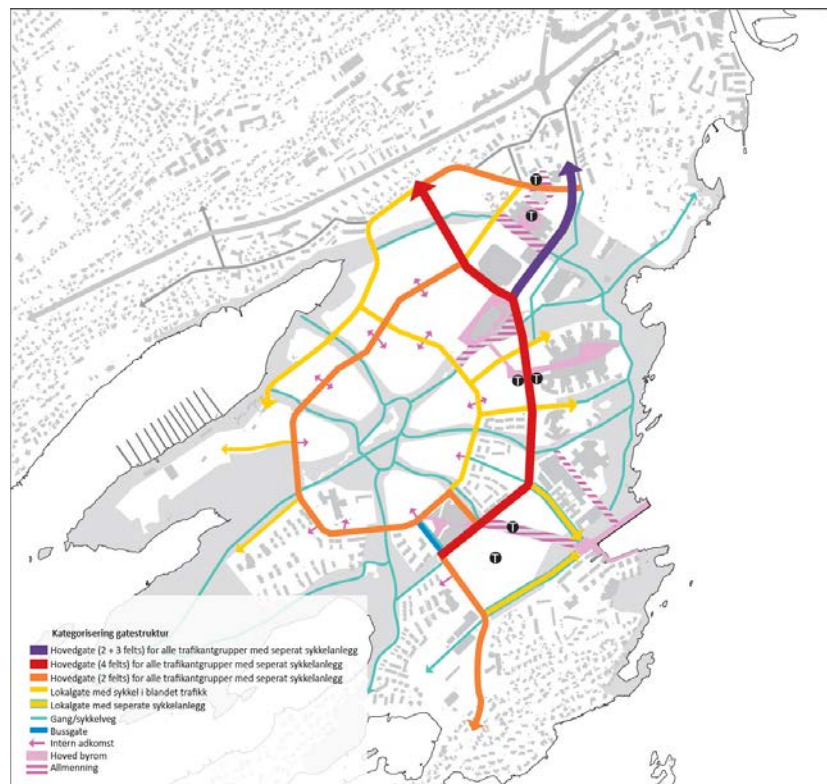 T
T
T T
T
T
Kategorisering gatestruktur
Hovedgate (2 + 3 felts) for alle trafikantgrupper med seperat sykkelanlegg
Hovedgate (4 felts) for alle trafikantgrupper med seperat sykkelanlegg
Hovedgate (2 felts) for alle trafikantgrupper med seperat sykkelanlegg
Lokalgate med sykkel i blandet trafikk
Lokalgate med seperate sykkelanlegg
Gang/sykkelveg
Bussgate
Intern adkomst
Hoved byrom
Allmenning